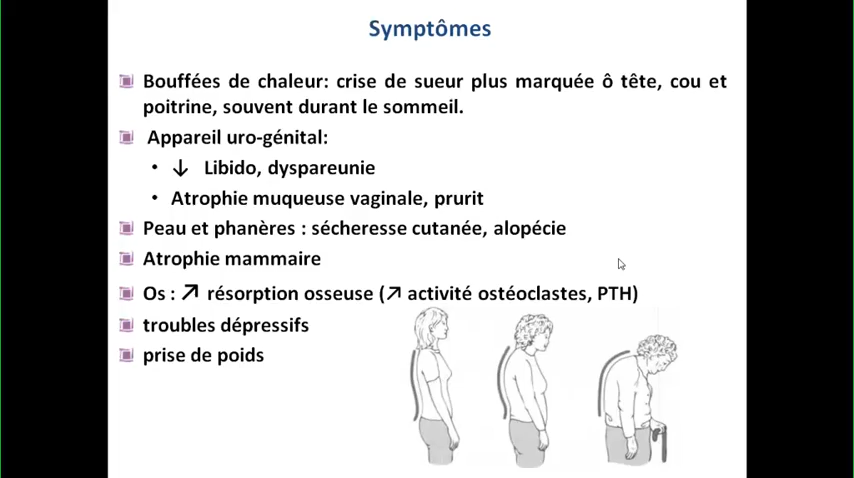 Symptômes
Bouffées de chaleur: crise de sueur plus marquée ô tête, cou et
poitrine, souvent durant le sommeil.
Appareil uro-génital:
• ↓ Libido, dyspareunie
• Atrophie muqueuse vaginale, prurit
Peau et phanères : sécheresse cutanée, alopécie
Atrophie mammaire
Os : ↗ résorption osseuse (↗ activité ostéoclastes, PTH)
troubles dépressifs
prise de poids